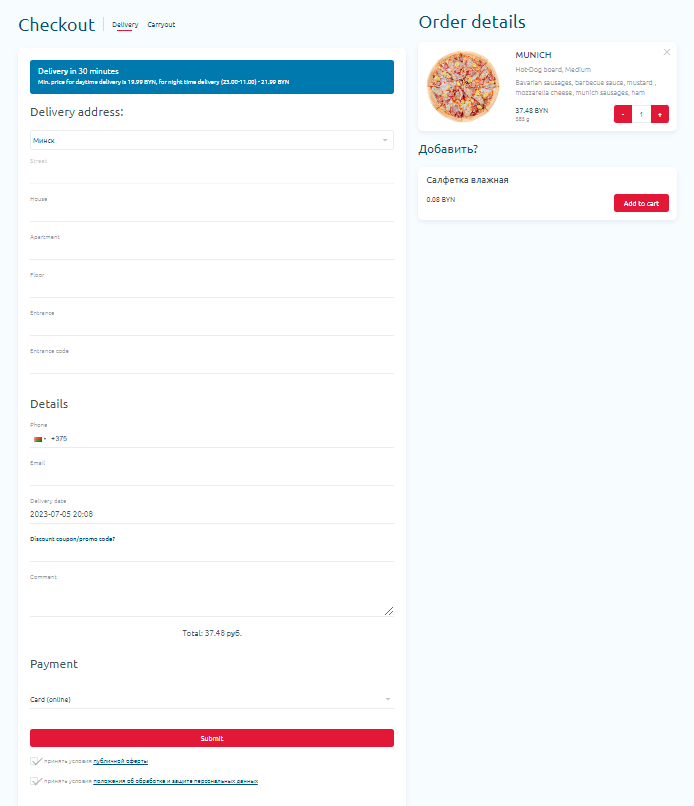 Checkout
Delivery
Carryout
Delivery in 30 minutes
Min. price for daytime delivery is 19.99 BYN, for night time delivery (23.00-11.00) - 21.99 BYN
Delivery address:
Минск
Street
House
Apartment
Floor
Entrance
Entrance code
Details
Phone
+375
Email
Delivery date
2023-07-05 20:08
Discount coupon/promo code?
Comment
Total: 37.48 руб.
Payment
Card (online)
Submit
принять условия публичной оферты
принять условия положения об обработке и защите персональных данных
Order details
MUNICH
Hot-Dog board, Medium
Bavarian sausages, barbecue sauce, mustard ,
mozzarella cheese, munich sausages, ham
37.48 BYN
585 g
- 1 +
Добавить?
Салфетка влажная
0.08 BYN
Add to cart